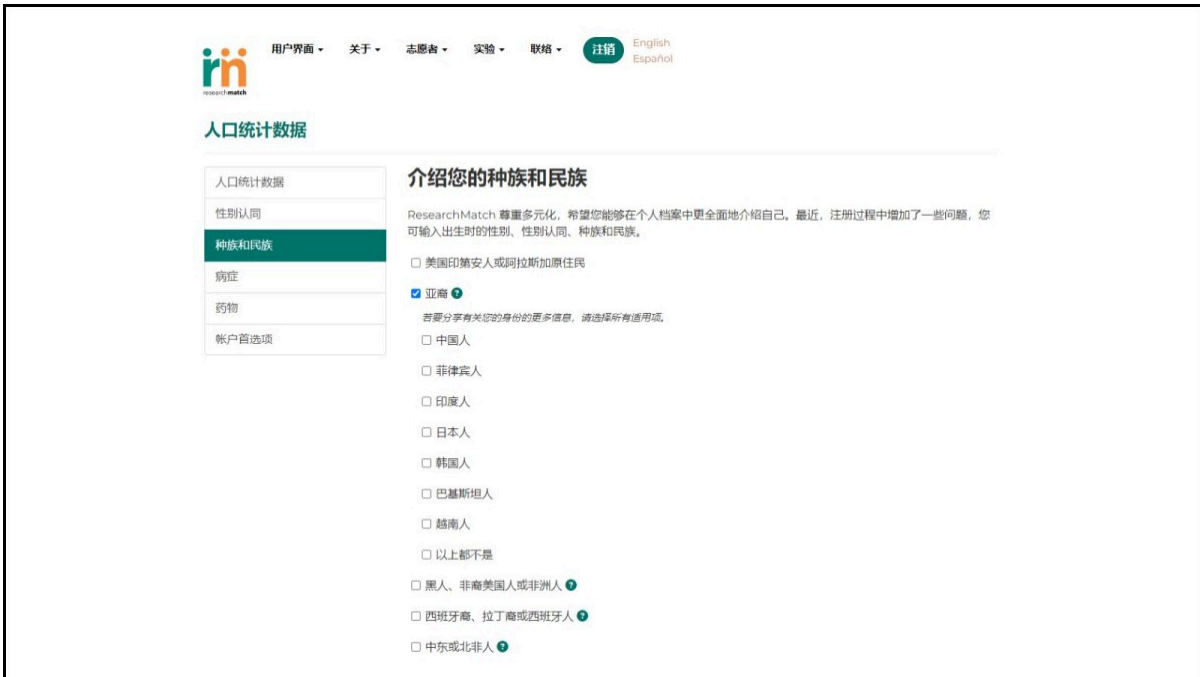 用户界面
关于
志愿者
实验
联络
注销
English
Español
rm
researchmatch
人口统计数据
人口统计数据
性别认同
种族和民族
病症
药物
帐户首选项
介绍您的种族和民族
ResearchMatch 尊重多元化，希望您能够在个人档案中更全面地介绍自己。最近，注册过程中增加了一些问题，您
可输入出生时的性别、性别认同、种族和民族。
美国印第安人或阿拉斯加原住民
亚裔 ?
若要分享有关您的身份的更多信息，请选择所有适用项。
中国人
菲律宾人
印度人
日本人
韩国人
巴基斯坦人
越南人
以上都不是
黑人、非裔美国人或非洲人 ?
西班牙裔、拉丁裔或西班牙人 ?
中东或北非人 ?